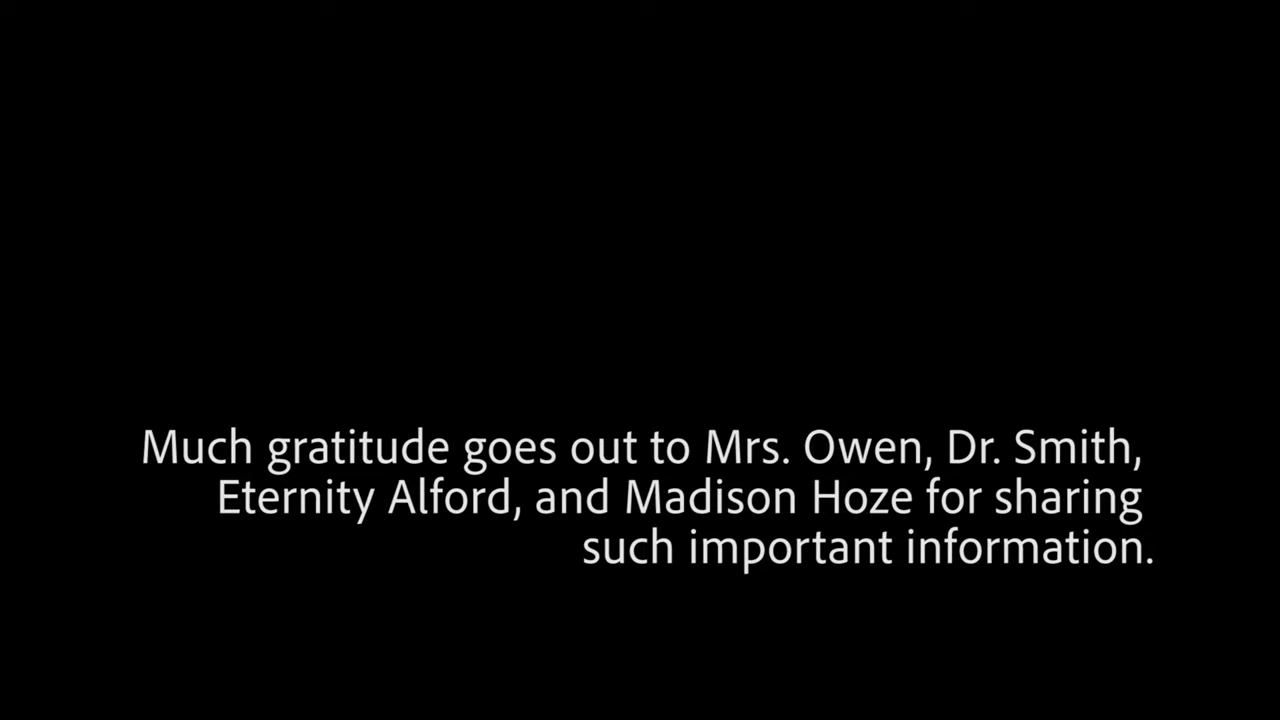 Much gratitude goes out to Mrs. Owen, Dr. Smith,
Eternity Alford, and Madison Hoze for sharing
such important information.